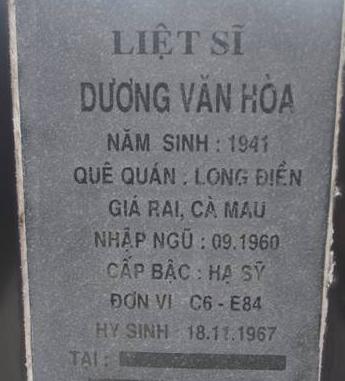 LIỆT SĨ
DƯƠNG VĂN HÒA
NĂM SINH : 1941
QUÊ QUÁN : LONG ĐIỀN
GIÁ RAI, CÀ MAU
NHẬP NGŨ : 09.1960
CẤP BẬC : HẠ SỸ
ĐƠN VỊ C6 - E84
HY SINH : 18.11.1967
TẠI :